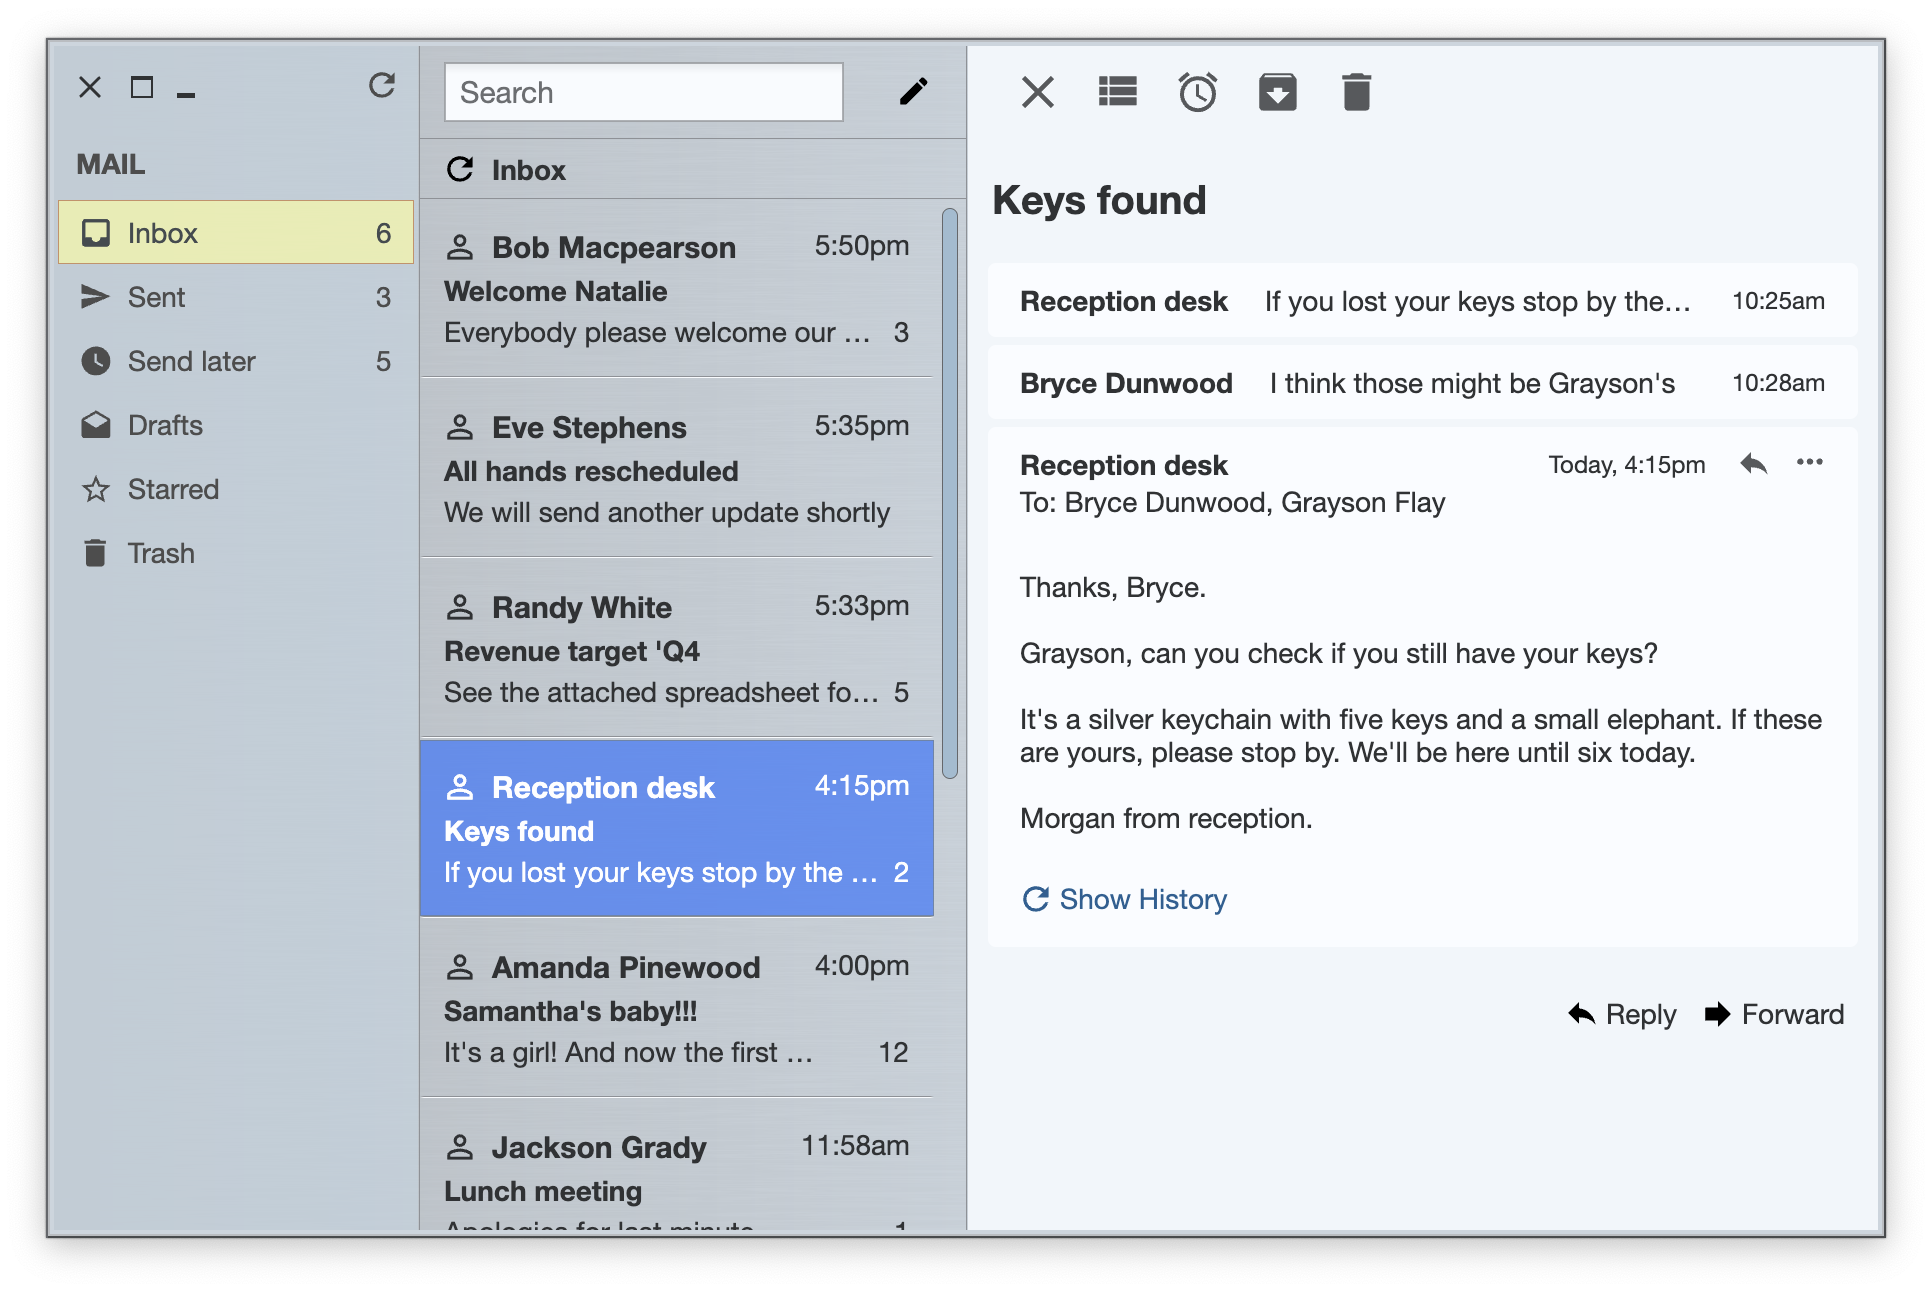 MAIL
Inbox 6
Sent 3
Send later 5
Drafts
Starred
Trash
Search
Inbox
Bob Macpearson 5:50pm
Welcome Natalie
Everybody please welcome our ... 3
Eve Stephens 5:35pm
All hands rescheduled
We will send another update shortly
Randy White 5:33pm
Revenue target 'Q4
See the attached spreadsheet fo... 5
Reception desk 4:15pm
Keys found
If you lost your keys stop by the ... 2
Amanda Pinewood 4:00pm
Samantha's baby!!!
It's a girl! And now the first ... 12
Jackson Grady 11:58am
Lunch meeting
Apologies for last minute 1
Keys found
Reception desk If you lost your keys stop by the... 10:25am
Bryce Dunwood I think those might be Grayson's 10:28am
Reception desk Today, 4:15pm
To: Bryce Dunwood, Grayson Flay
Thanks, Bryce.
Grayson, can you check if you still have your keys?
It's a silver keychain with five keys and a small elephant. If these
are yours, please stop by. We'll be here until six today.
Morgan from reception.
Show History
Reply Forward